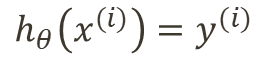 h_θ(x^(i)) = y^(i)